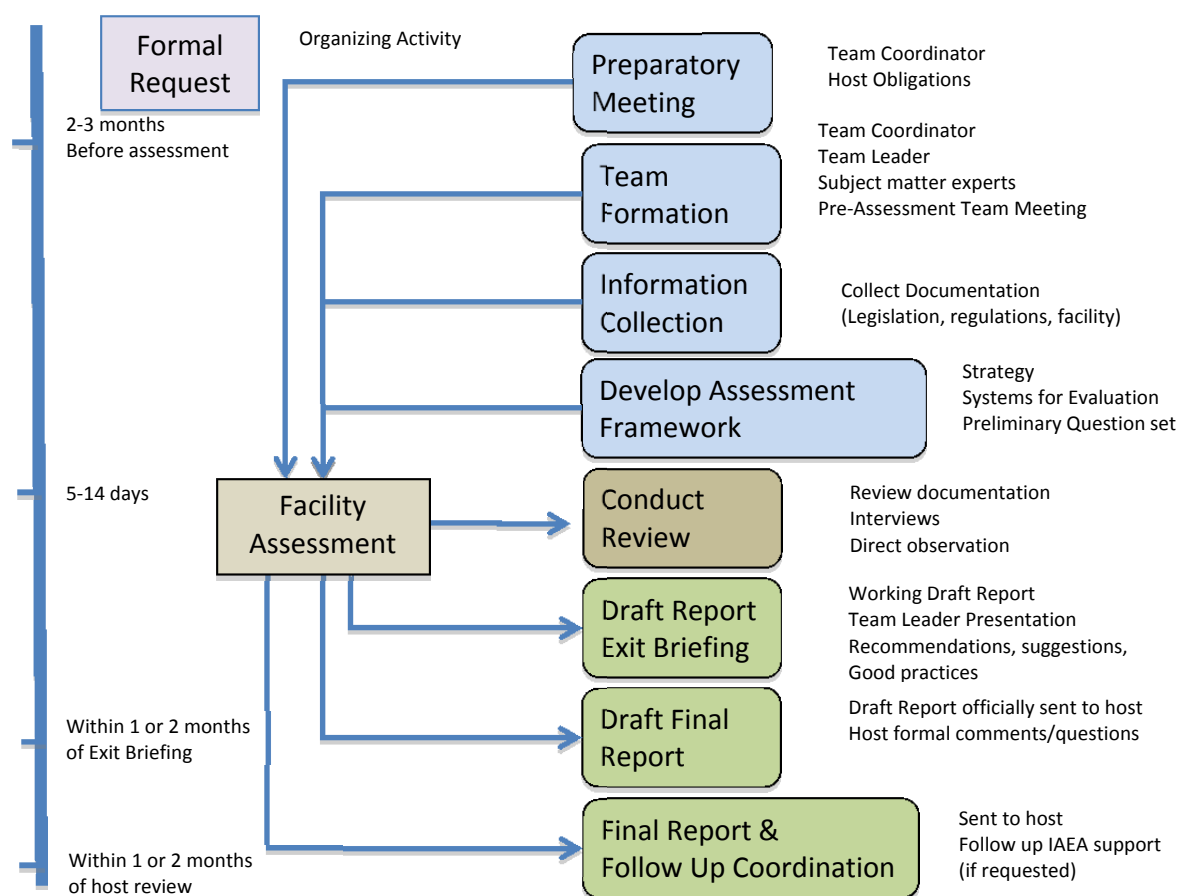 Formal
Request
Organizing Activity
Preparatory
Meeting
Team Coordinator
Host Obligations
2-3 months
Before assessment
Team
Formation
Team Coordinator
Team Leader
Subject matter experts
Pre-Assessment Team Meeting
Information
Collection
Collect Documentation
(Legislation, regulations, facility)
Develop Assessment
Framework
Strategy
Systems for Evaluation
Preliminary Question set
5-14 days
Facility
Assessment
Conduct
Review
Review documentation
Interviews
Direct observation
Draft Report
Exit Briefing
Working Draft Report
Team Leader Presentation
Recommendations, suggestions,
Good practices
Within 1 or 2 months
of Exit Briefing
Draft Final
Report
Draft Report officially sent to host
Host formal comments/questions
Within 1 or 2 months
of host review
Final Report &
Follow Up Coordination
Sent to host
Follow up IAEA support
(if requested)